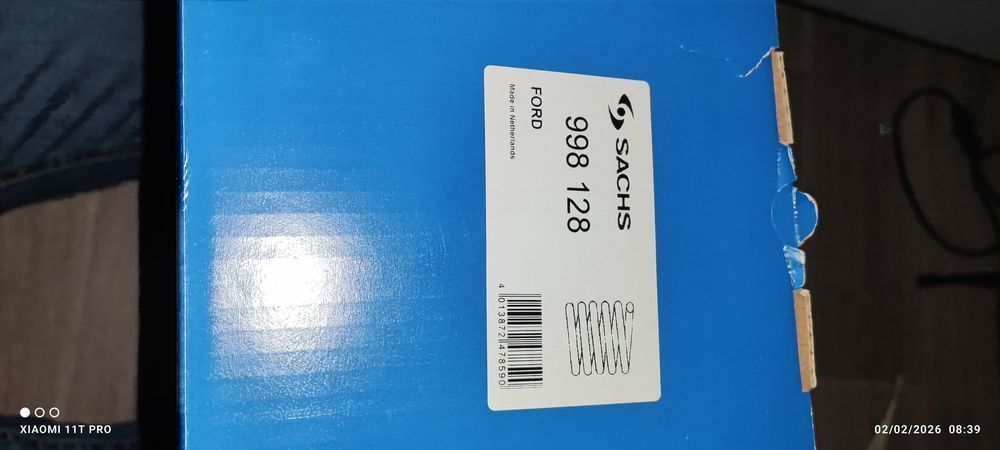 SACHS
998 128
FORD
Made in Netherlands
4 013872 478590
XIAOMI 11T PRO
02/02/2026 08:39